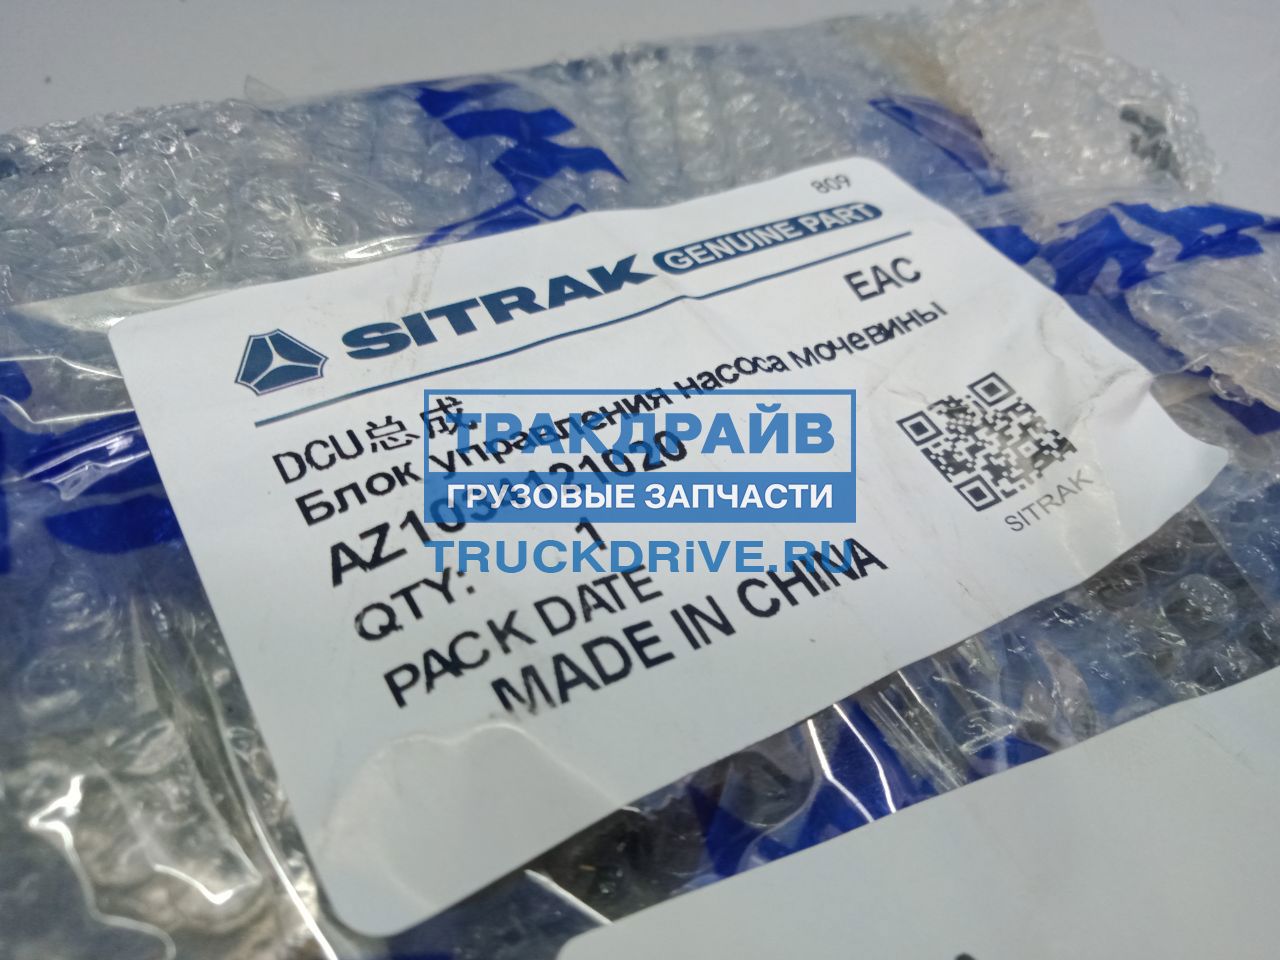 809
SITRAK GENUINE PART
EAC
DCU总成
Блок управления насоса мочевины
AZ1034121020
QTY: 1
PACK DATE
MADE IN CHINA
SITRAK
ТРАКДРАЙВ
ГРУЗОВЫЕ ЗАПЧАСТИ
TRUCKDRiVE.RU